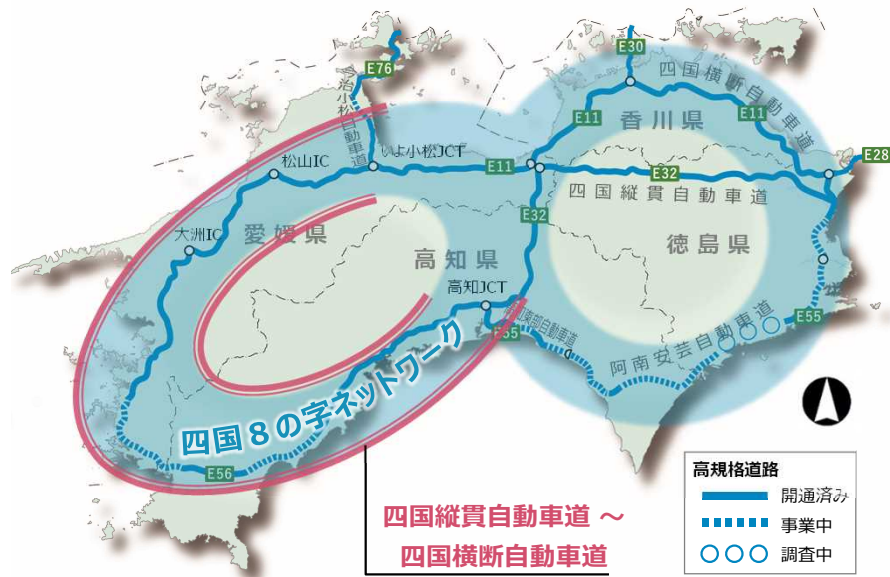 E30
E76
四国横断自動車道
今治小松自動車道
E11
E11
香川県
松山IC
いよ小松JCT
E11
E28
E32
四国縦貫自動車道
E32
大洲IC
愛媛県
高知県
徳島県
高知JCT
E55
高知東部自動車道
E55
阿南安芸自動車道
四国8の字ネットワーク
E56
四国縦貫自動車道 ～
四国横断自動車道
高規格道路
開通済み
事業中
調査中